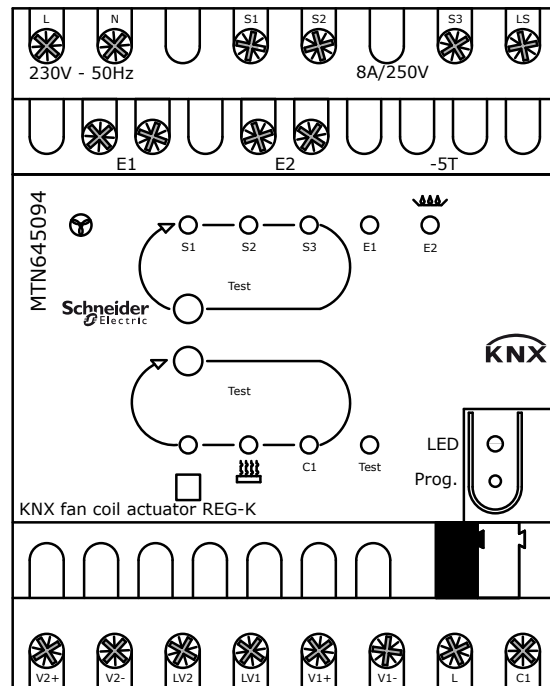 L N S1 S2 S3 LS
230V - 50Hz 8A/250V
E1 E2 -5T
MTN645094
S1 S2 S3 E1 E2
Test
Schneider
Electric
KNX
Test
LED
C1 Test
Prog.
KNX fan coil actuator REG-K
V2+ V2- LV2 LV1 V1+ V1- L C1